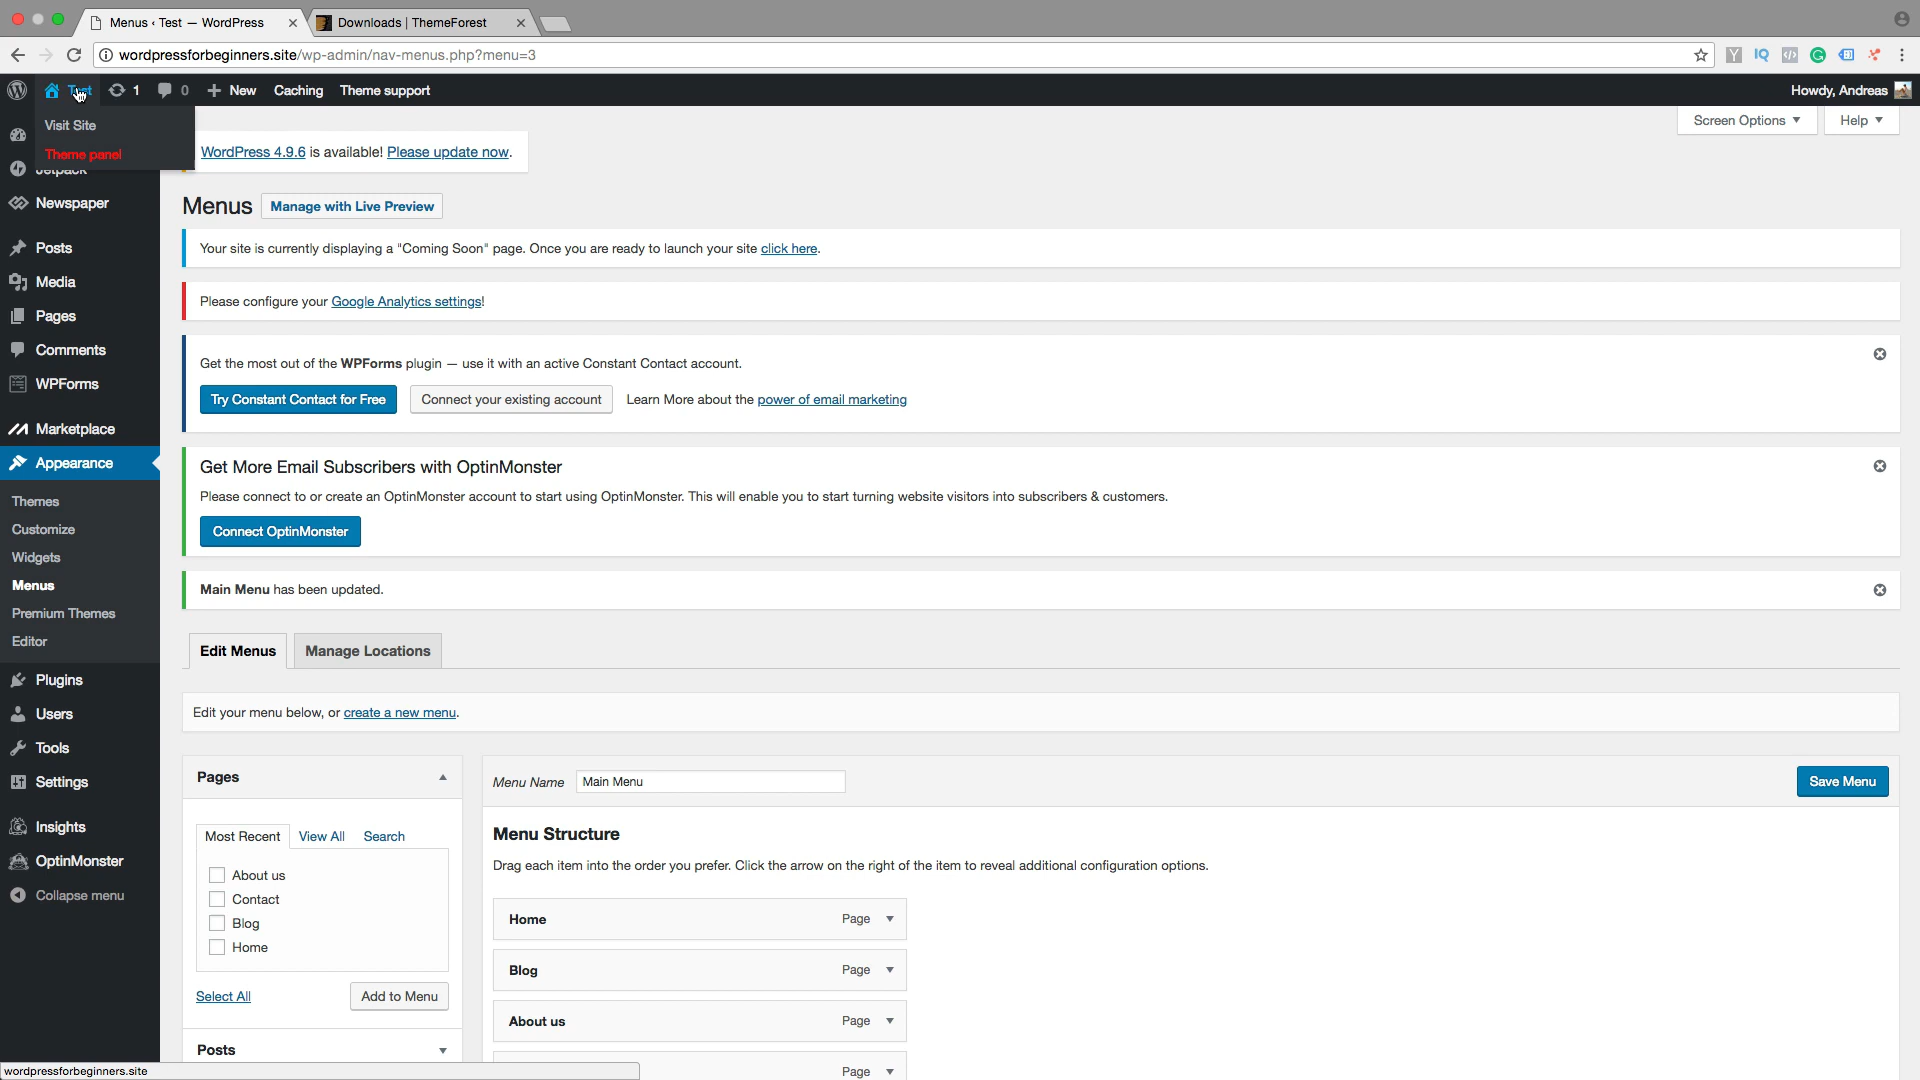 Menus ‹ Test — WordPress
Downloads | ThemeForest
wordpressforbeginners.site/wp-admin/nav-menus.php?menu=3
Test
1
0
New
Caching
Theme support
Howdy, Andreas
Visit Site
Theme panel
Screen Options
Help
WordPress 4.9.6 is available! Please update now.
Jetpack
Newspaper
Posts
Media
Pages
Comments
WPForms
Marketplace
Appearance
Themes
Customize
Widgets
Menus
Premium Themes
Editor
Plugins
Users
Tools
Settings
Insights
OptinMonster
Collapse menu
Menus
Manage with Live Preview
Your site is currently displaying a "Coming Soon" page. Once you are ready to launch your site click here.
Please configure your Google Analytics settings!
Get the most out of the WPForms plugin — use it with an active Constant Contact account.
Try Constant Contact for Free
Connect your existing account
Learn More about the power of email marketing
Get More Email Subscribers with OptinMonster
Please connect to or create an OptinMonster account to start using OptinMonster. This will enable you to start turning website visitors into subscribers & customers.
Connect OptinMonster
Main Menu has been updated.
Edit Menus
Manage Locations
Edit your menu below, or create a new menu.
Pages
Most Recent
View All
Search
About us
Contact
Blog
Home
Select All
Add to Menu
Posts
Menu Name
Main Menu
Save Menu
Menu Structure
Drag each item into the order you prefer. Click the arrow on the right of the item to reveal additional configuration options.
Home
Page
Blog
Page
About us
Page
Page
wordpressforbeginners.site